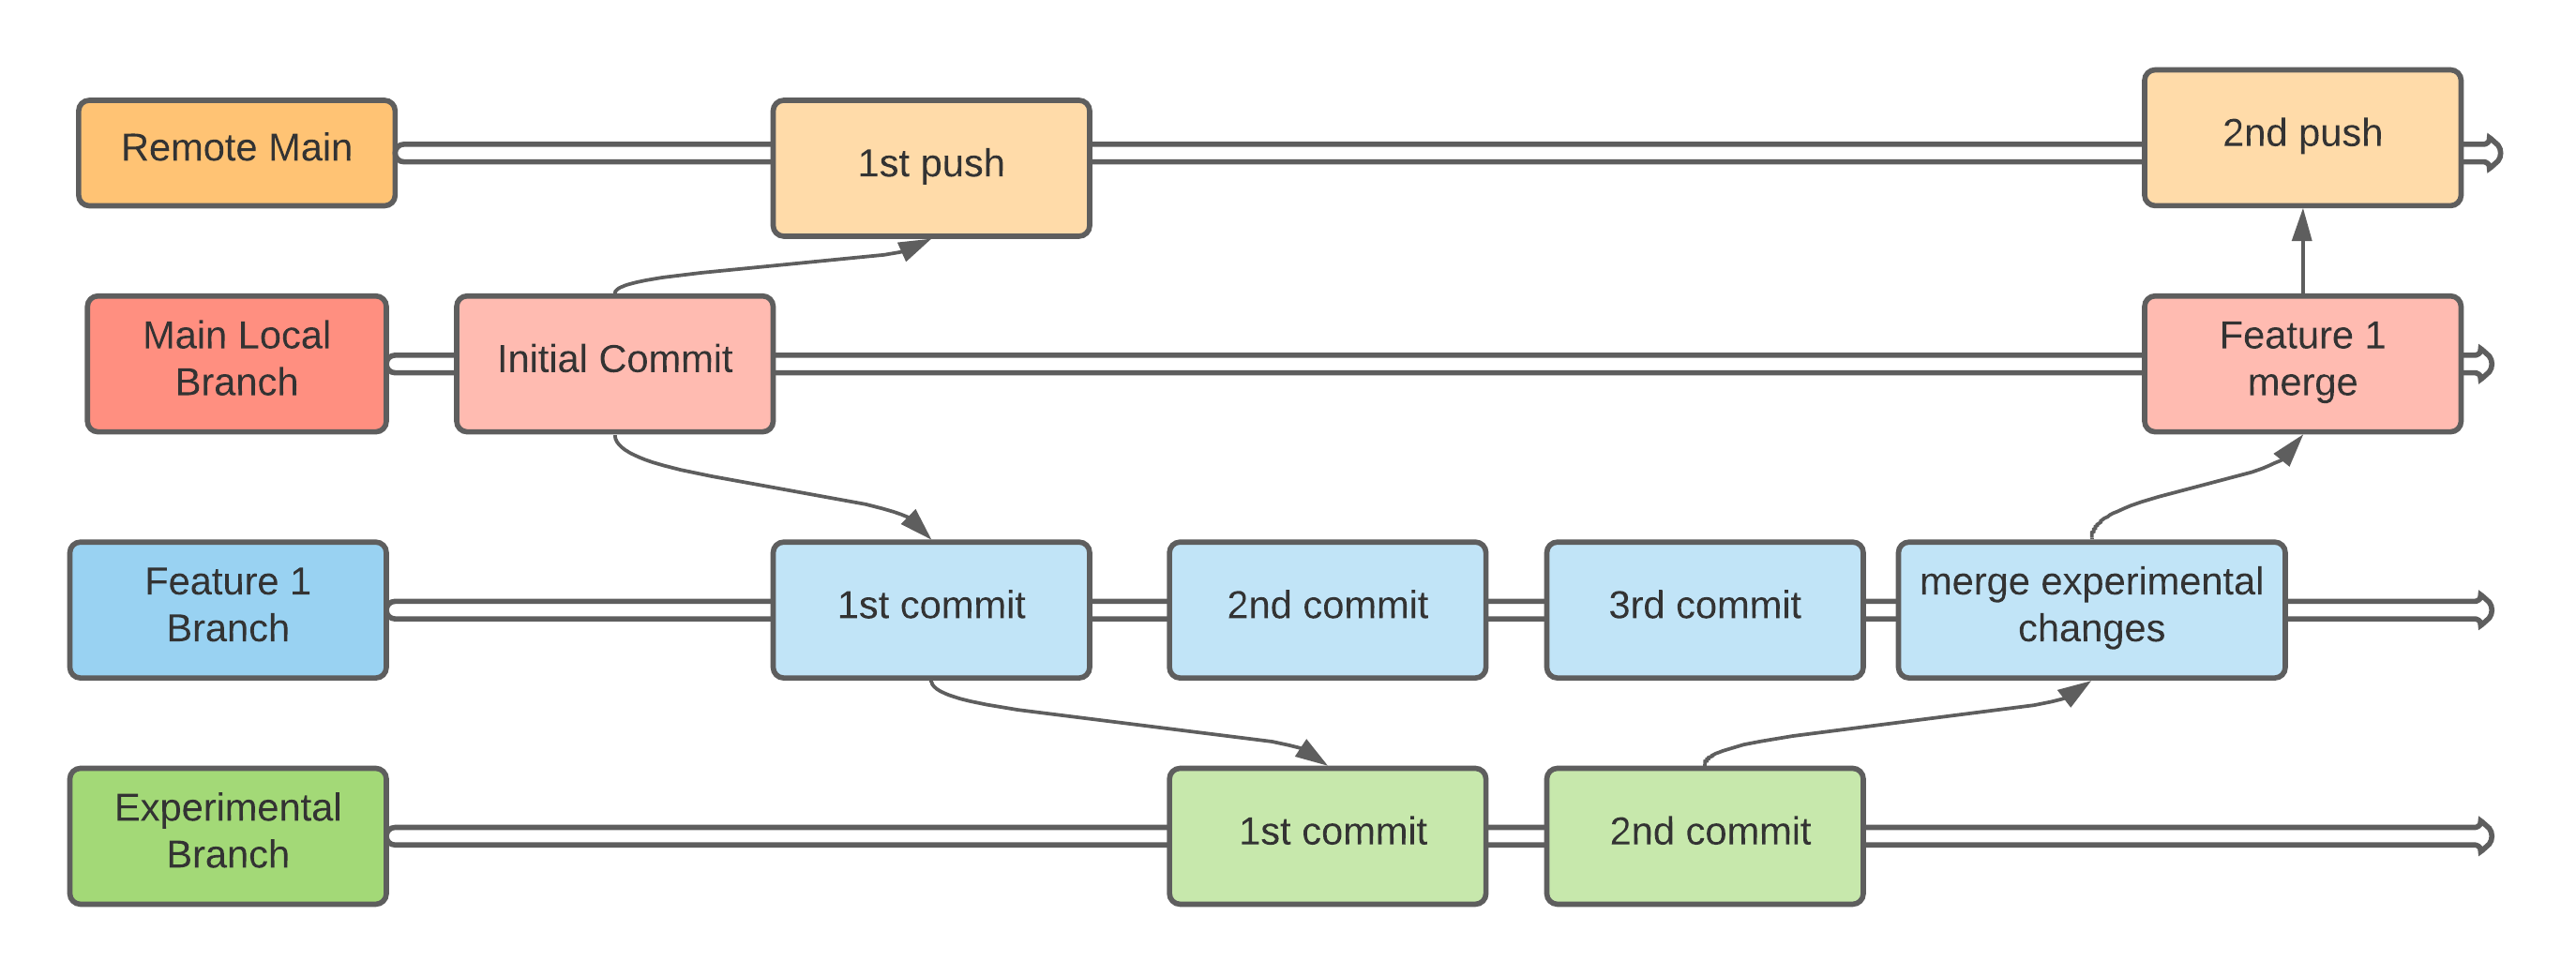 Remote Main
1st push
2nd push
Main Local
Branch
Initial Commit
Feature 1
merge
Feature 1
Branch
1st commit
2nd commit
3rd commit
merge experimental
changes
Experimental
Branch
1st commit
2nd commit